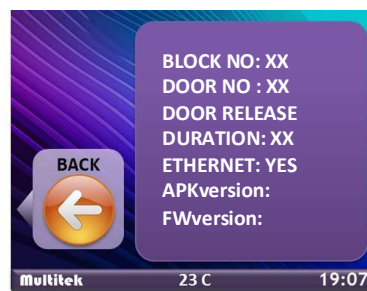 BLOCK NO: XX
DOOR NO : XX
DOOR RELEASE
DURATION: XX
ETHERNET: YES
APKversion:
FWversion:
BACK
Multitek 23 C 19:07